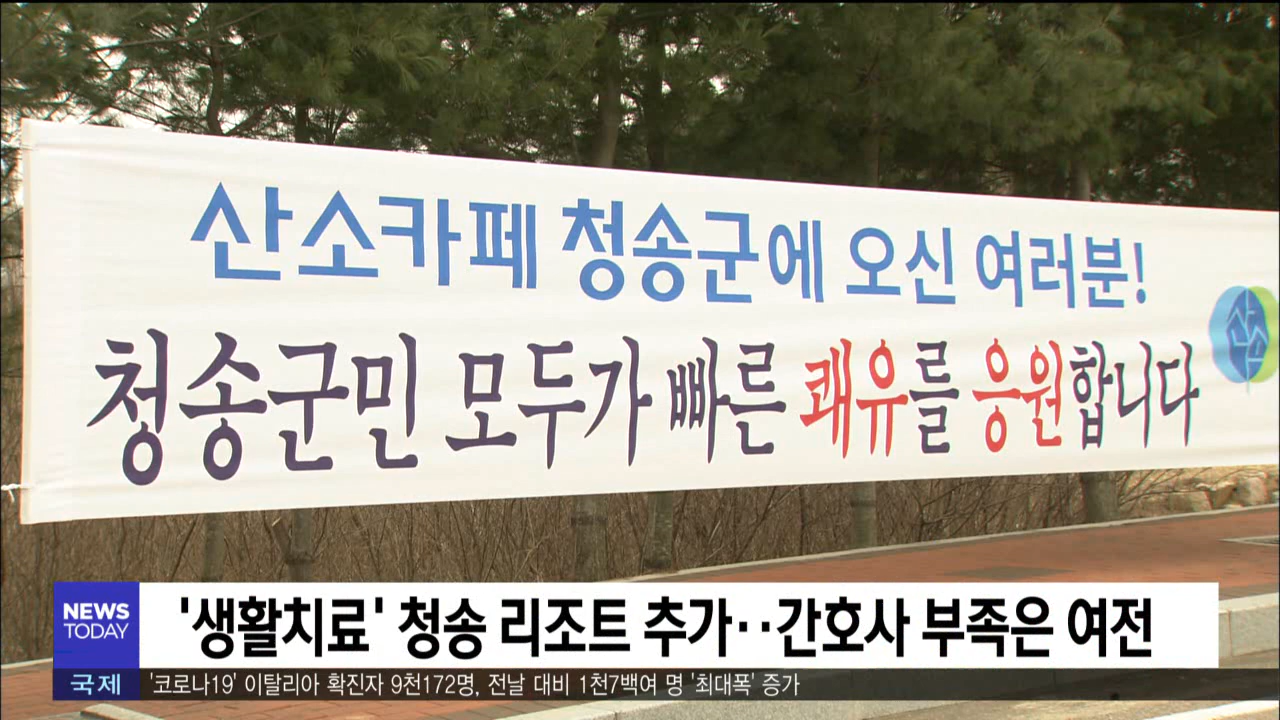 산소카페 청송군에 오신 여러분!
청송군민 모두가 빠른 쾌유를 응원합니다
산소
NEWS
TODAY
'생활치료' 청송 리조트 추가‥간호사 부족은 여전
국제 '코로나19' 이탈리아 확진자 9천172명, 전날 대비 1천7백여 명 '최대폭' 증가